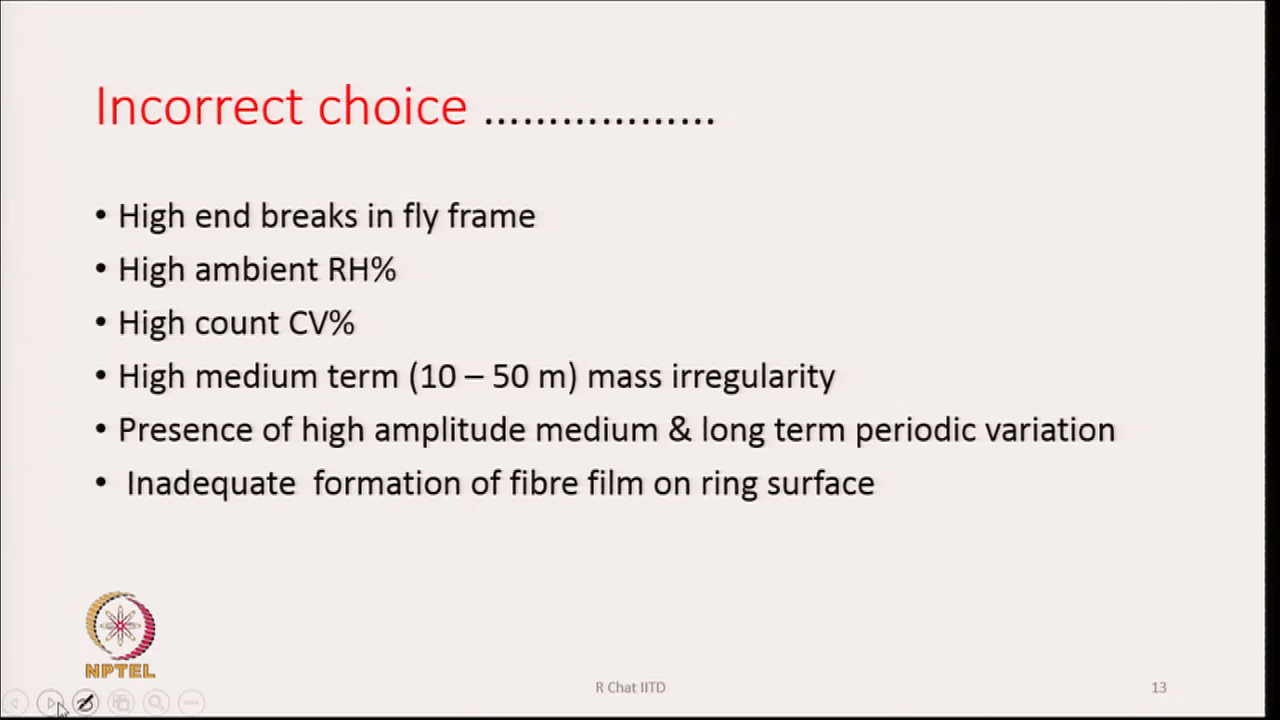 Incorrect choice ..................
• High end breaks in fly frame
• High ambient RH%
• High count CV%
• High medium term (10 – 50 m) mass irregularity
• Presence of high amplitude medium & long term periodic variation
• Inadequate formation of fibre film on ring surface
NPTEL
R Chat IITD
13